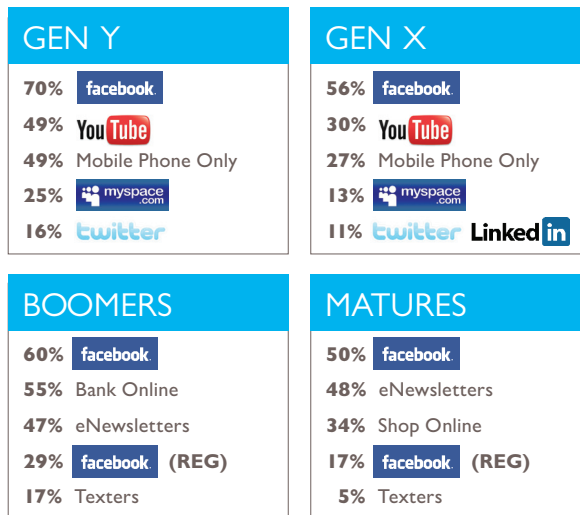 GEN Y
70% facebook.
49% YouTube
49% Mobile Phone Only
25% myspace.com
16% twitter
GEN X
56% facebook.
30% YouTube
27% Mobile Phone Only
13% myspace.com
11% twitter Linked in
BOOMERS
60% facebook.
55% Bank Online
47% eNewsletters
29% facebook. (REG)
17% Texters
MATURES
50% facebook.
48% eNewsletters
34% Shop Online
17% facebook. (REG)
5% Texters